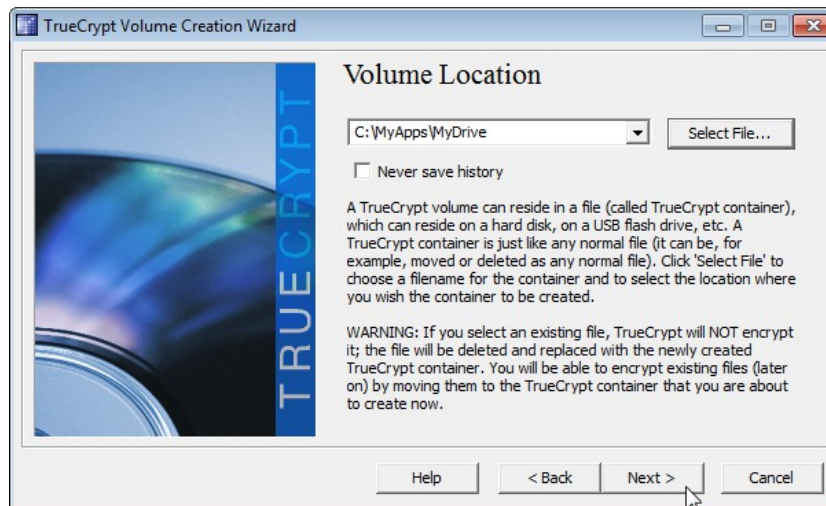 TrueCrypt Volume Creation Wizard
TRUECRYPT
Volume Location
C:\MyApps\MyDrive
Select File...
Never save history
A TrueCrypt volume can reside in a file (called TrueCrypt container),
which can reside on a hard disk, on a USB flash drive, etc. A
TrueCrypt container is just like any normal file (it can be, for
example, moved or deleted as any normal file). Click 'Select File' to
choose a filename for the container and to select the location where
you wish the container to be created.
WARNING: If you select an existing file, TrueCrypt will NOT encrypt
it; the file will be deleted and replaced with the newly created
TrueCrypt container. You will be able to encrypt existing files (later
on) by moving them to the TrueCrypt container that you are about
to create now.
Help
< Back
Next >
Cancel